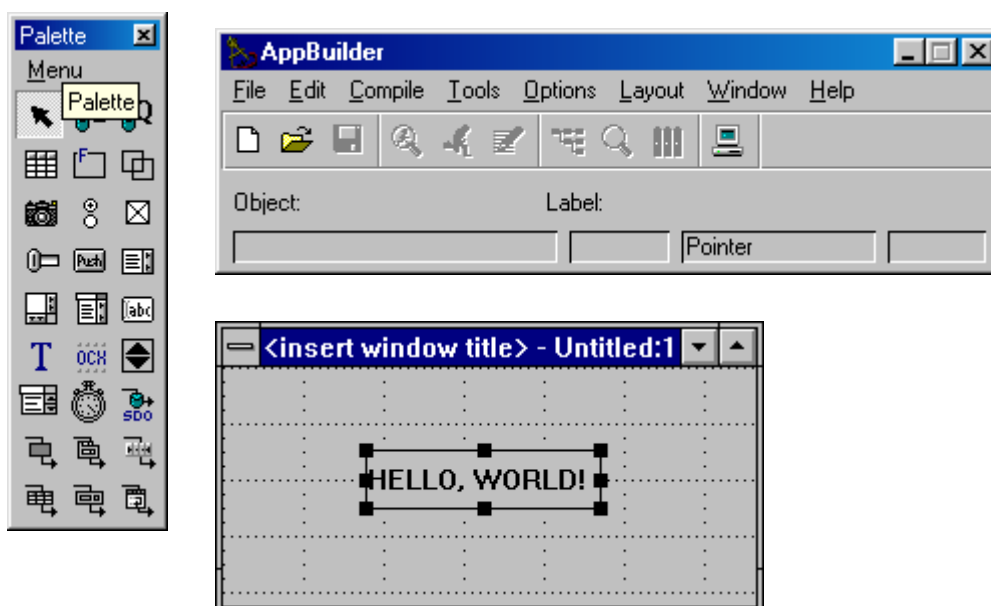 Palette
Menu
Palette
Q
F
Push
abc
T
OCX
SDO
AppBuilder
File Edit Compile Tools Options Layout Window Help
Object: Label:
Pointer
<insert window title> - Untitled:1
HELLO, WORLD!